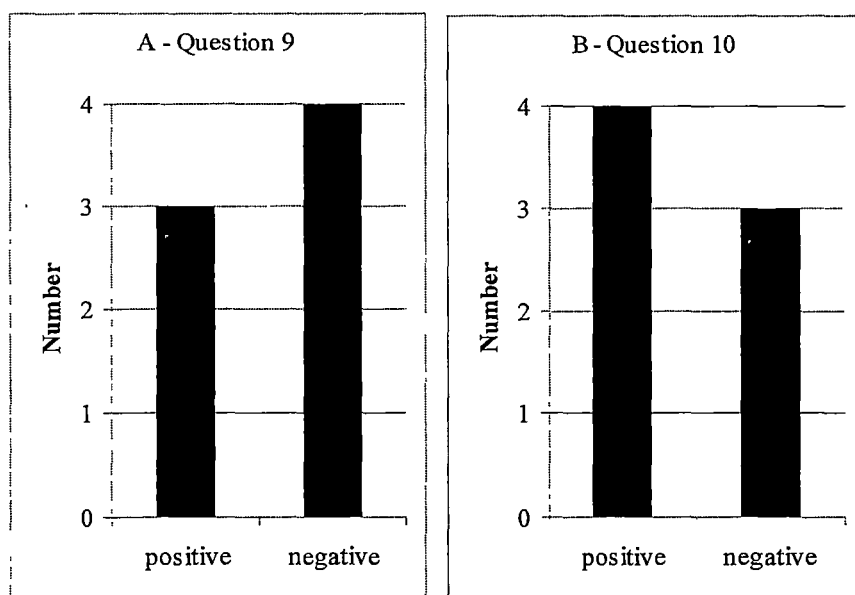 A - Question 9
4
3
2
1
0
Number
positive negative
B - Question 10
4
3
2
1
0
Number
positive negative